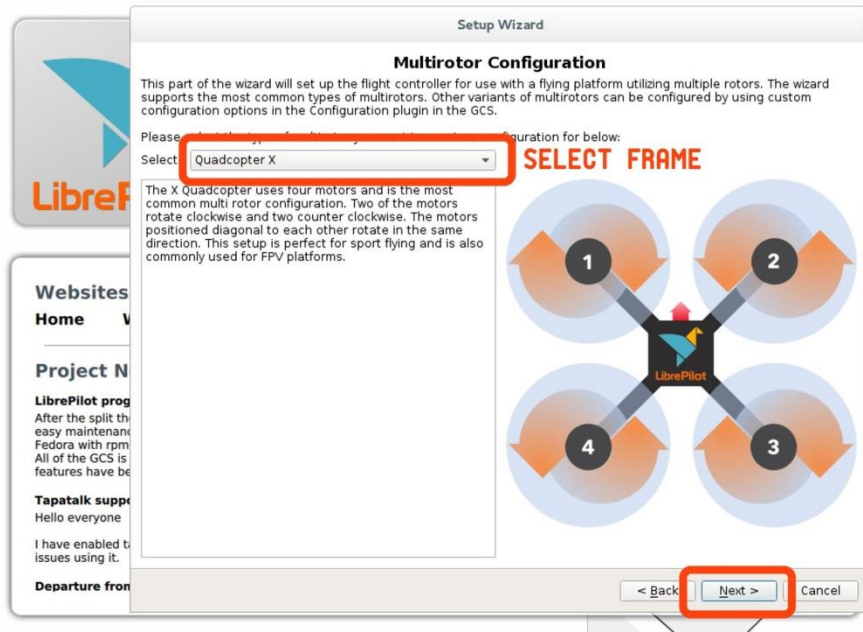 Setup Wizard
Multirotor Configuration
This part of the wizard will set up the flight controller for use with a flying platform utilizing multiple rotors. The wizard
supports the most common types of multirotors. Other variants of multirotors can be configured by using custom
configuration options in the Configuration plugin in the GCS.
Please
for below:
Select
Quadcopter X
SELECT FRAME
The X Quadcopter uses four motors and is the most
common multi rotor configuration. Two of the motors
rotate clockwise and two counter clockwise. The motors
positioned diagonal to each other rotate in the same
direction. This setup is perfect for sport flying and is also
commonly used for FPV platforms.
1
2
LibrePilot
4
3
< Back
Next >
Cancel
Libre
Websites
Home
Project N
LibrePilot prog
After the split th
easy maintenan
Fedora with rpm
All of the GCS is
features have be
Tapatalk supp
Hello everyone
I have enabled t
issues using it.
Departure from